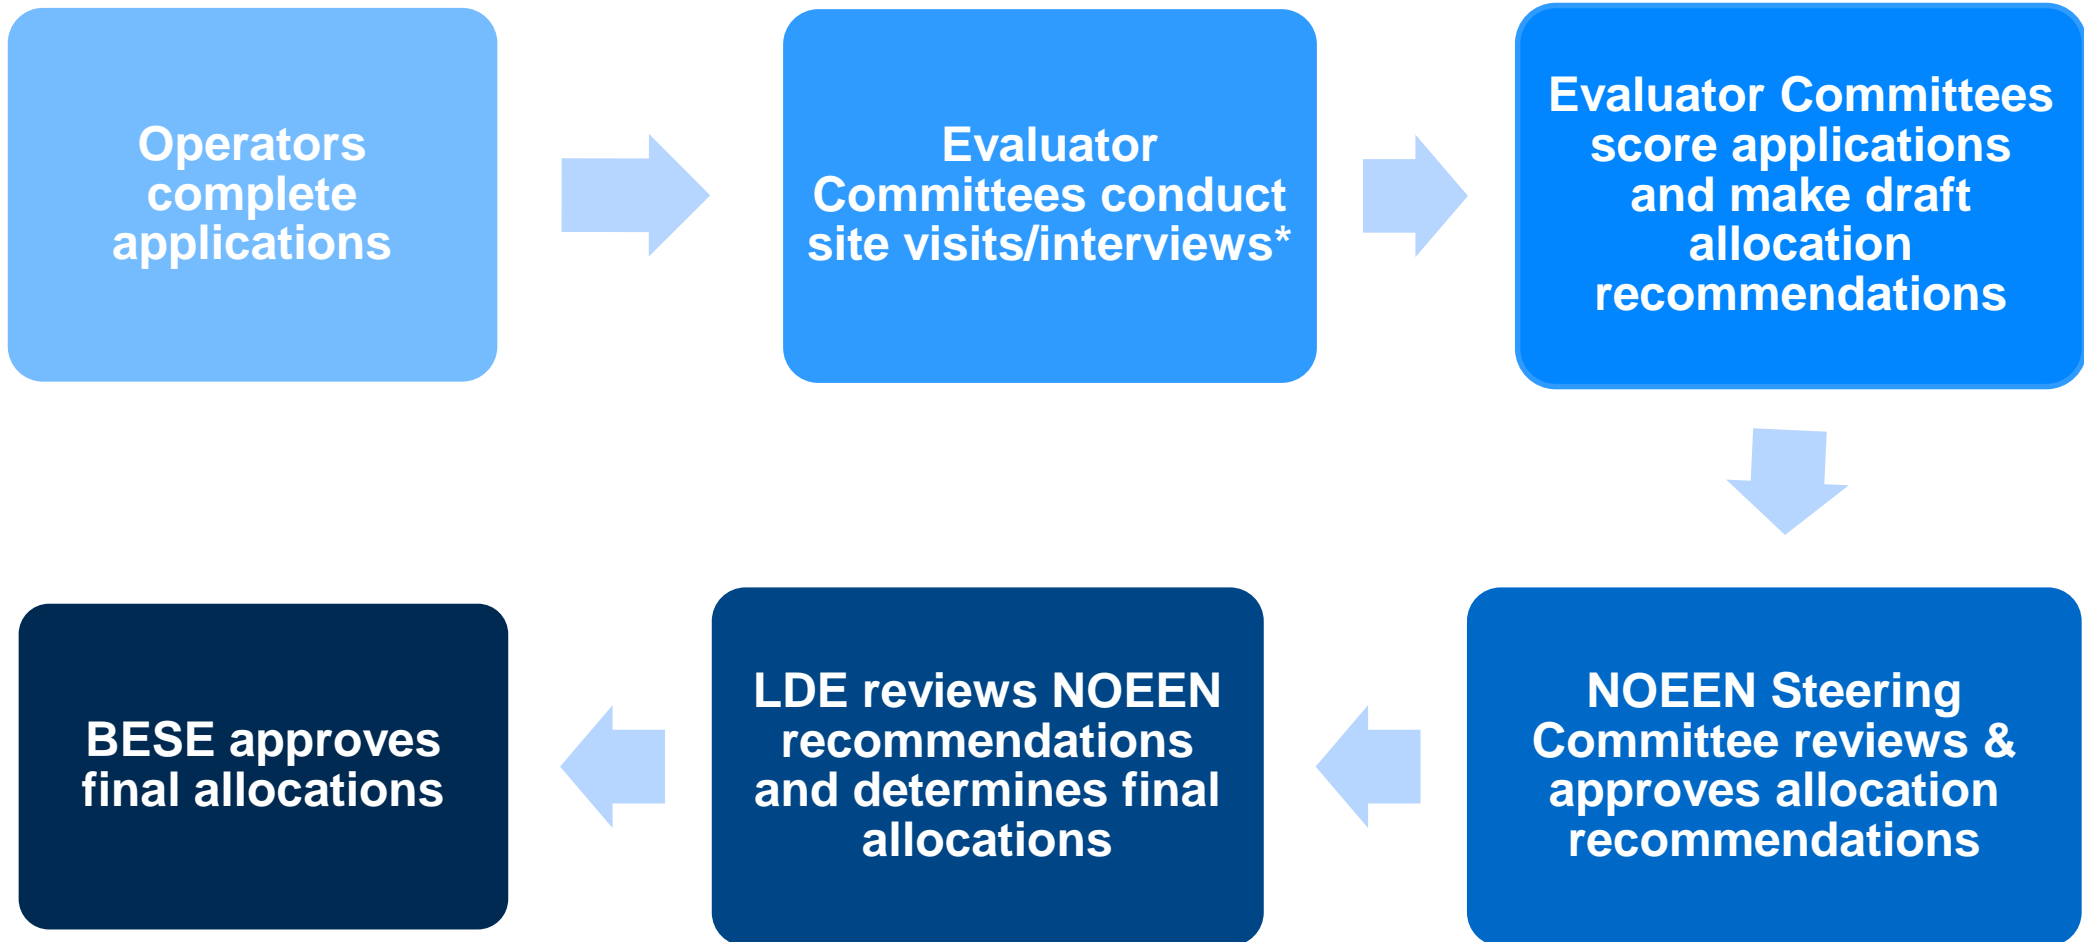 Operators
complete
applications
Evaluator
Committees conduct
site visits/interviews*
Evaluator Committees
score applications
and make draft
allocation
recommendations
NOEEN Steering
Committee reviews &
approves allocation
recommendations
LDE reviews NOEEN
recommendations
and determines final
allocations
BESE approves
final allocations